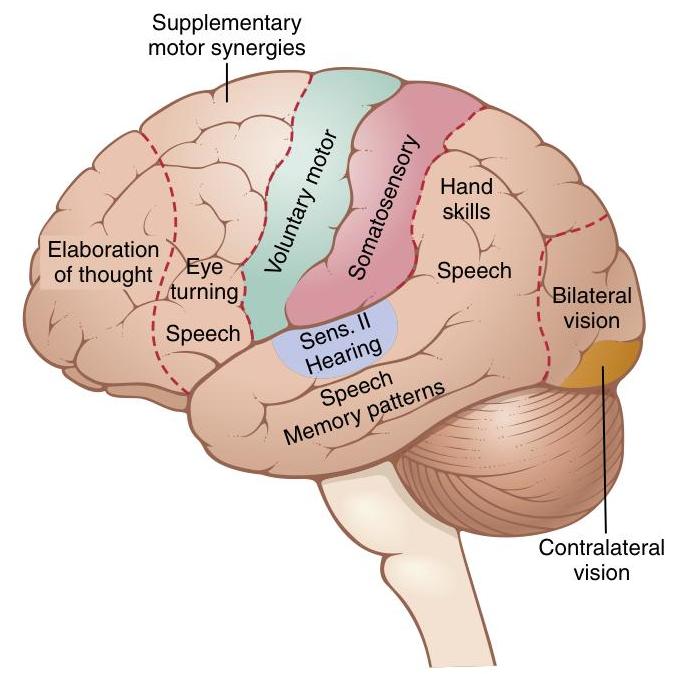 Supplementary
motor synergies
Voluntary motor
Somatosensory
Hand
skills
Elaboration
of thought
Eye
turning
Speech
Speech
Bilateral
vision
Sens. II
Hearing
Speech
Memory patterns
Contralateral
vision